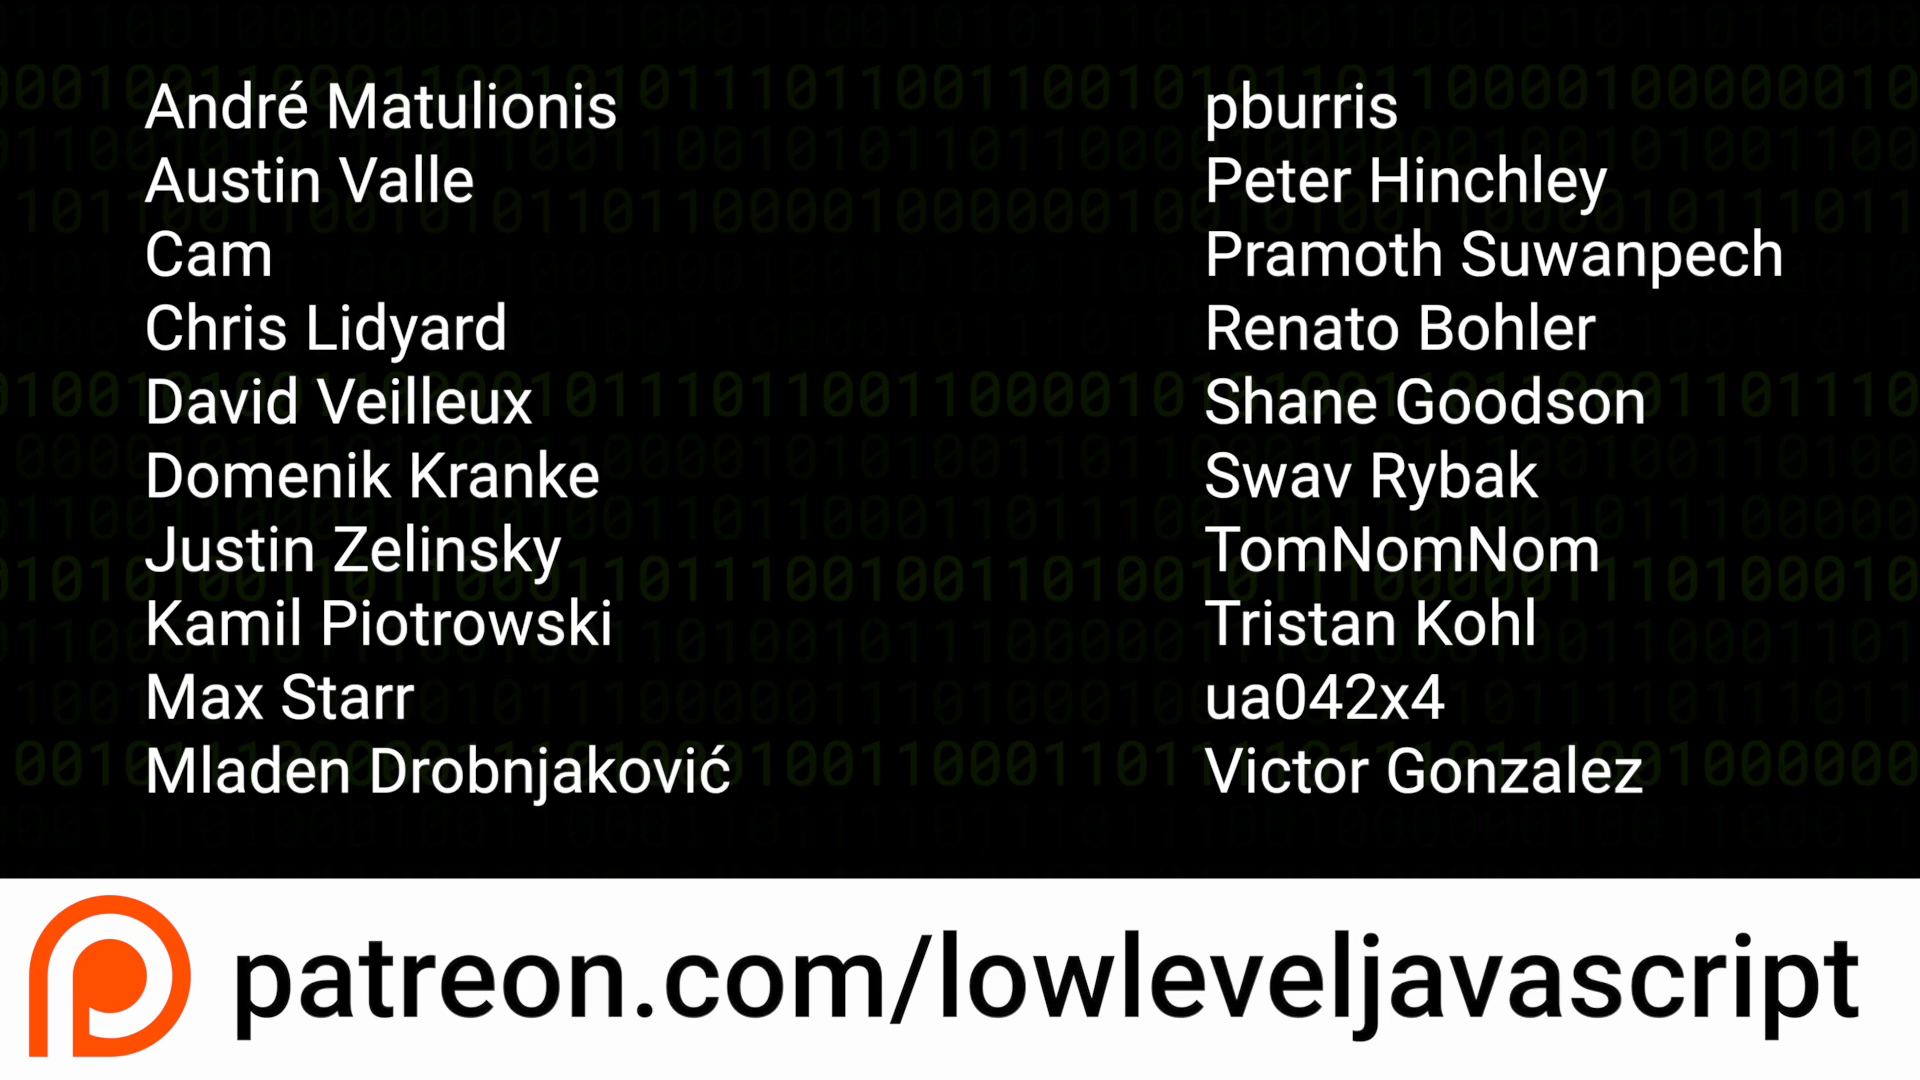 André Matulionis
Austin Valle
Cam
Chris Lidyard
David Veilleux
Domenik Kranke
Justin Zelinsky
Kamil Piotrowski
Max Starr
Mladen Drobnjaković
pburris
Peter Hinchley
Pramoth Suwanpech
Renato Bohler
Shane Goodson
Swav Rybak
TomNomNom
Tristan Kohl
ua042x4
Victor Gonzalez
patreon.com/lowleveljavascript